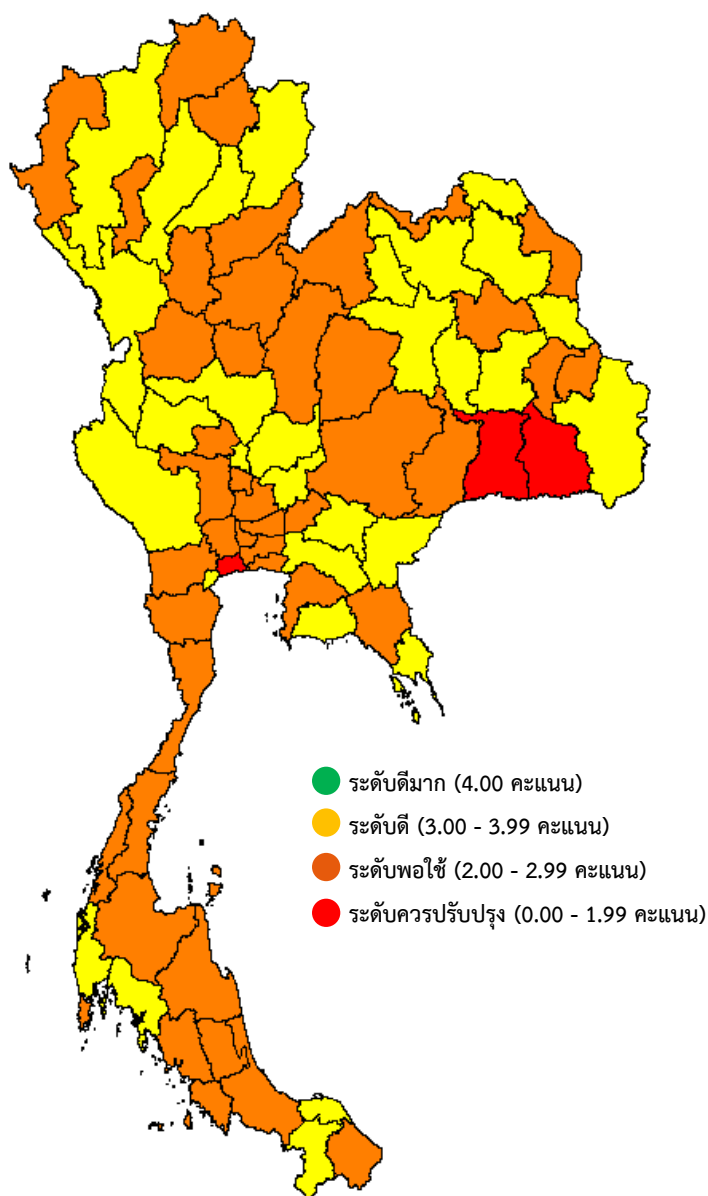 ระดับดีมาก (4.00 คะแนน)
ระดับดี (3.00 - 3.99 คะแนน)
ระดับพอใช้ (2.00 - 2.99 คะแนน)
ระดับควรปรับปรุง (0.00 - 1.99 คะแนน)